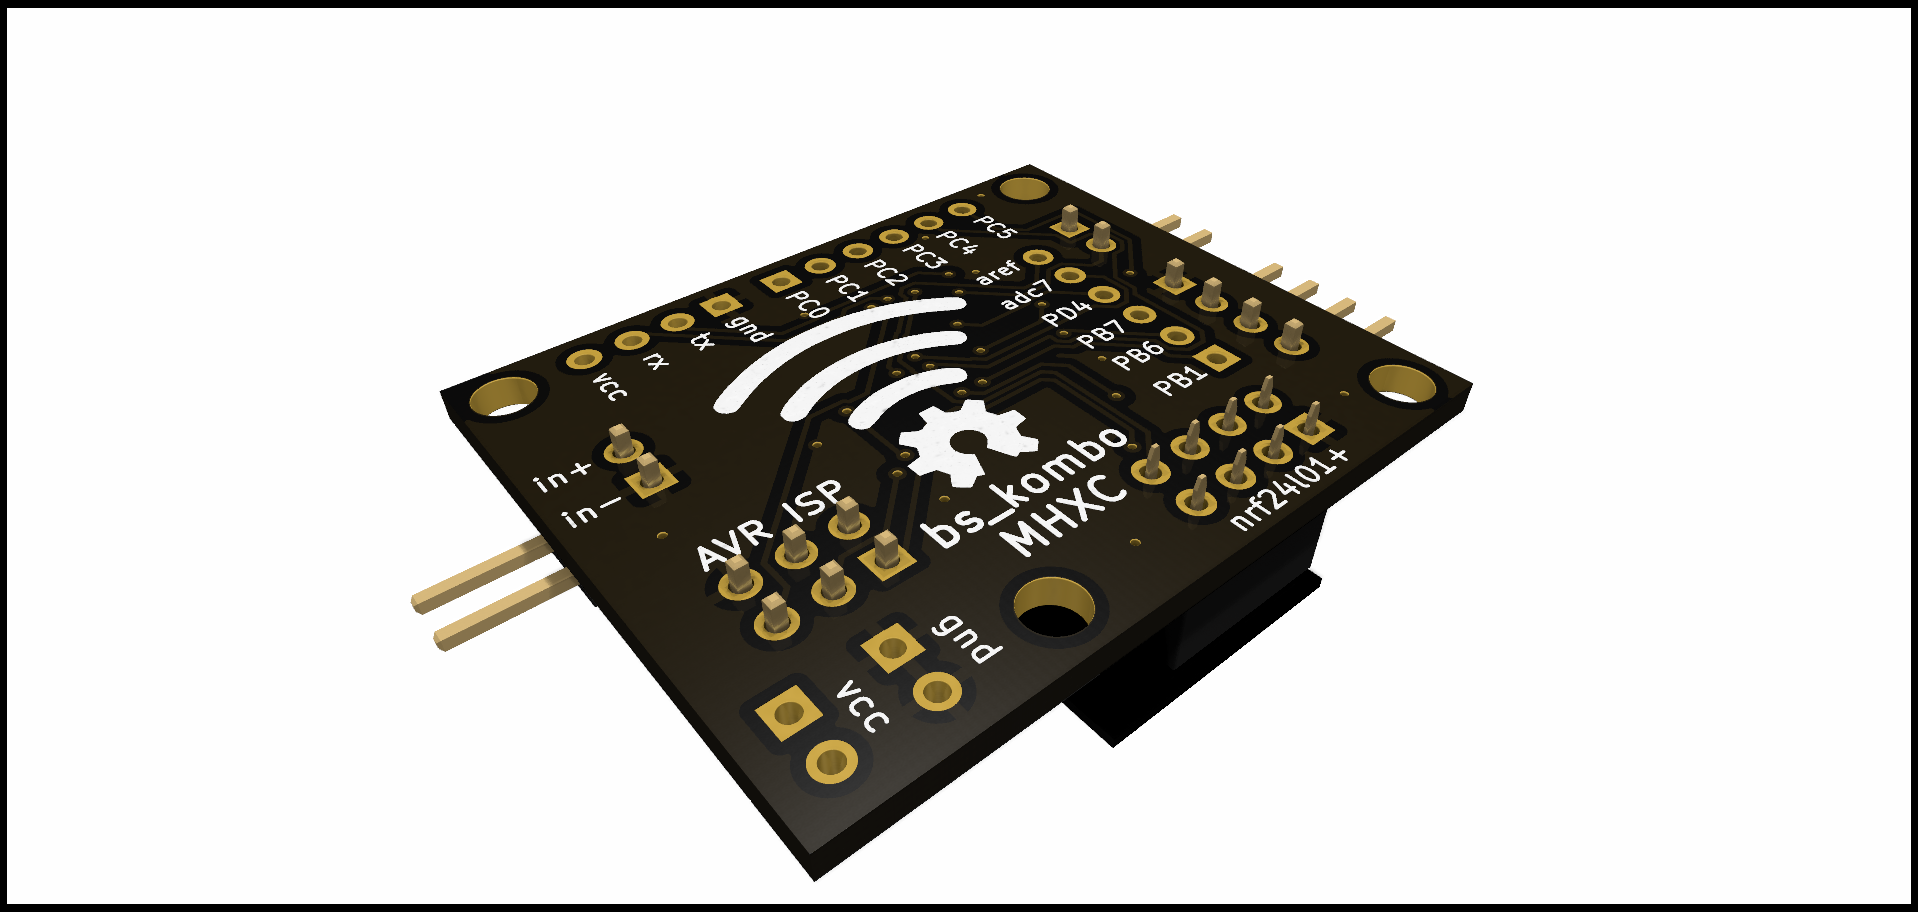 PC5
PC4
PC3
PC2
PC1
PC0
gnd
tx
rx
vcc
aref
adc7
PD4
PB7
PB6
PB1
in+
in-
AVR ISP
bs_kombo
MHXC
nrf24l01+
gnd
vcc